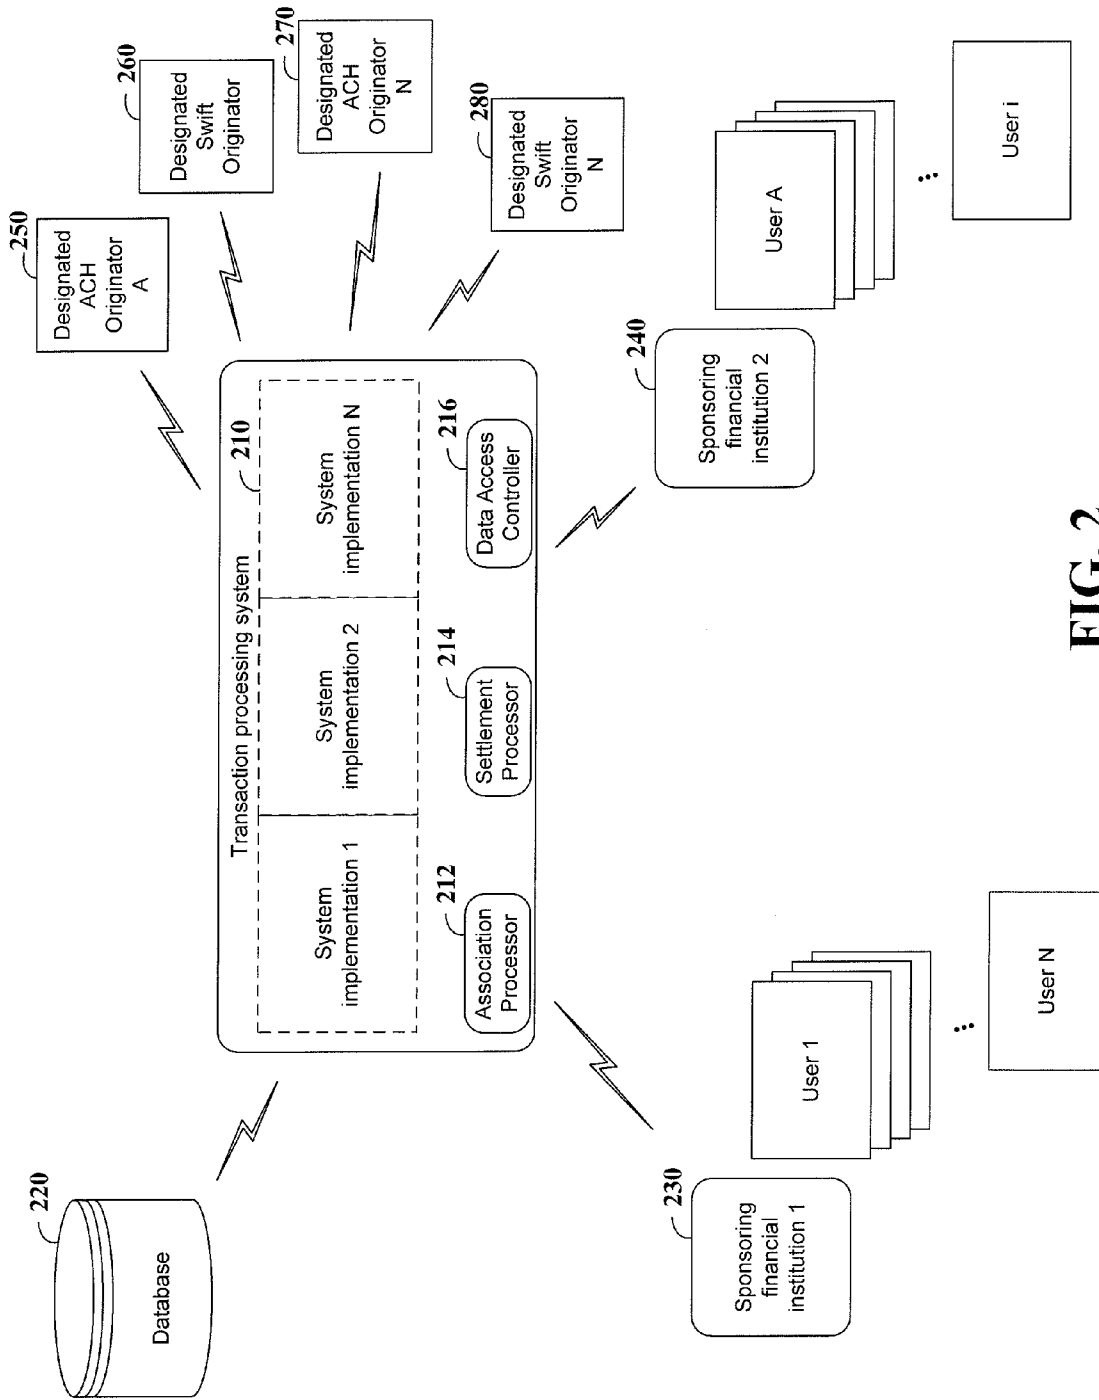 220
Database
Transaction processing system
210
System
implementation 1
System
implementation 2
System
implementation N
212
Association
Processor
214
Settlement
Processor
216
Data Access
Controller
250
Designated
ACH
Originator
A
260
Designated
Swift
Originator
270
Designated
ACH
Originator
N
280
Designated
Swift
Originator
N
230
Sponsoring
financial
institution 1
User 1
...
User N
240
Sponsoring
financial
institution 2
User A
...
User i
FIG. 2